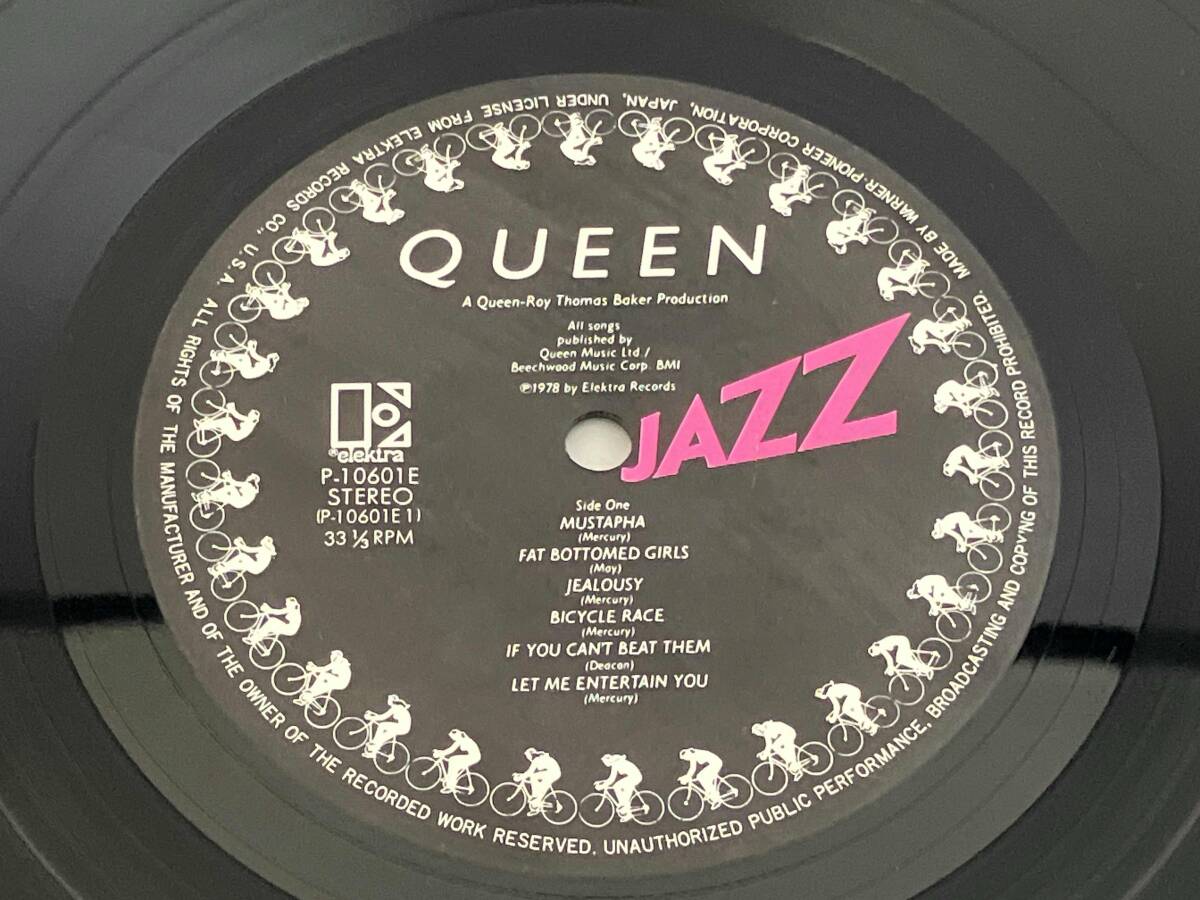 QUEEN
A Queen-Roy Thomas Baker Production
All songs
published by
Queen Music Ltd./
Beechwood Music Corp. BMI
℗1978 by Elektra Records
JAZZ
®elektra
P-10601E
STEREO
(P-10601E1)
33 ⅓ RPM
Side One
MUSTAPHA
(Mercury)
FAT BOTTOMED GIRLS
(May)
JEALOUSY
(Mercury)
BICYCLE RACE
(Mercury)
IF YOU CAN'T BEAT THEM
(Deacon)
LET ME ENTERTAIN YOU
(Mercury)
MADE BY WARNER-PIONEER CORPORATION, JAPAN, UNDER LICENSE FROM ELEKTRA RECORDS CO., U.S.A. ALL RIGHTS OF THE MANUFACTURER AND OF THE OWNER OF THE RECORDED WORK RESERVED, UNAUTHORIZED PUBLIC PERFORMANCE, BROADCASTING AND COPY'NG OF THIS RECORD PROHIBITED.